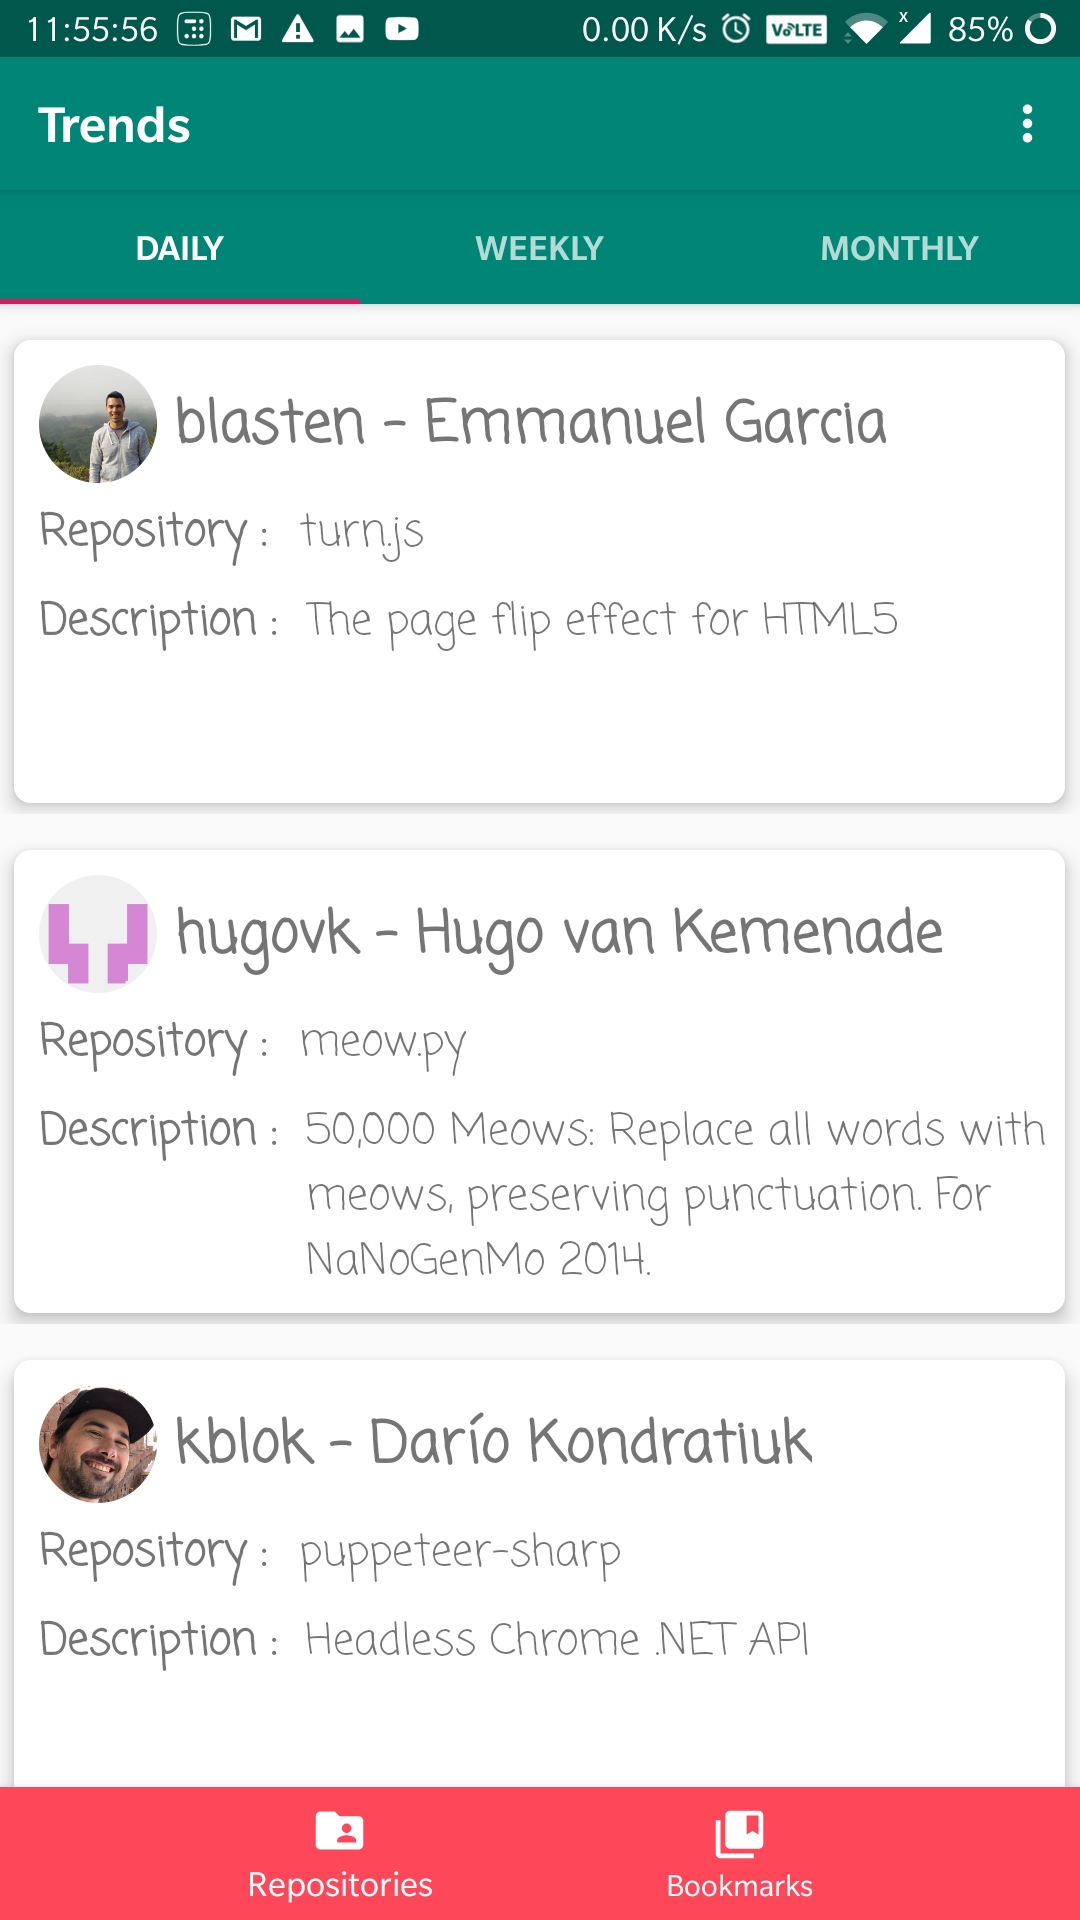 11:55:56 0.00 K/s VoLTE x 85%
Trends
DAILY WEEKLY MONTHLY
blasten - Emmanuel Garcia
Repository : turn.js
Description : The page flip effect for HTML5
hugovk - Hugo van Kemenade
Repository : meow.py
Description : 50,000 Meows: Replace all words with
meows, preserving punctuation. For
NaNoGenMo 2014.
kblok - Darío Kondratiuk
Repository : puppeteer-sharp
Description : Headless Chrome .NET API
Repositories Bookmarks